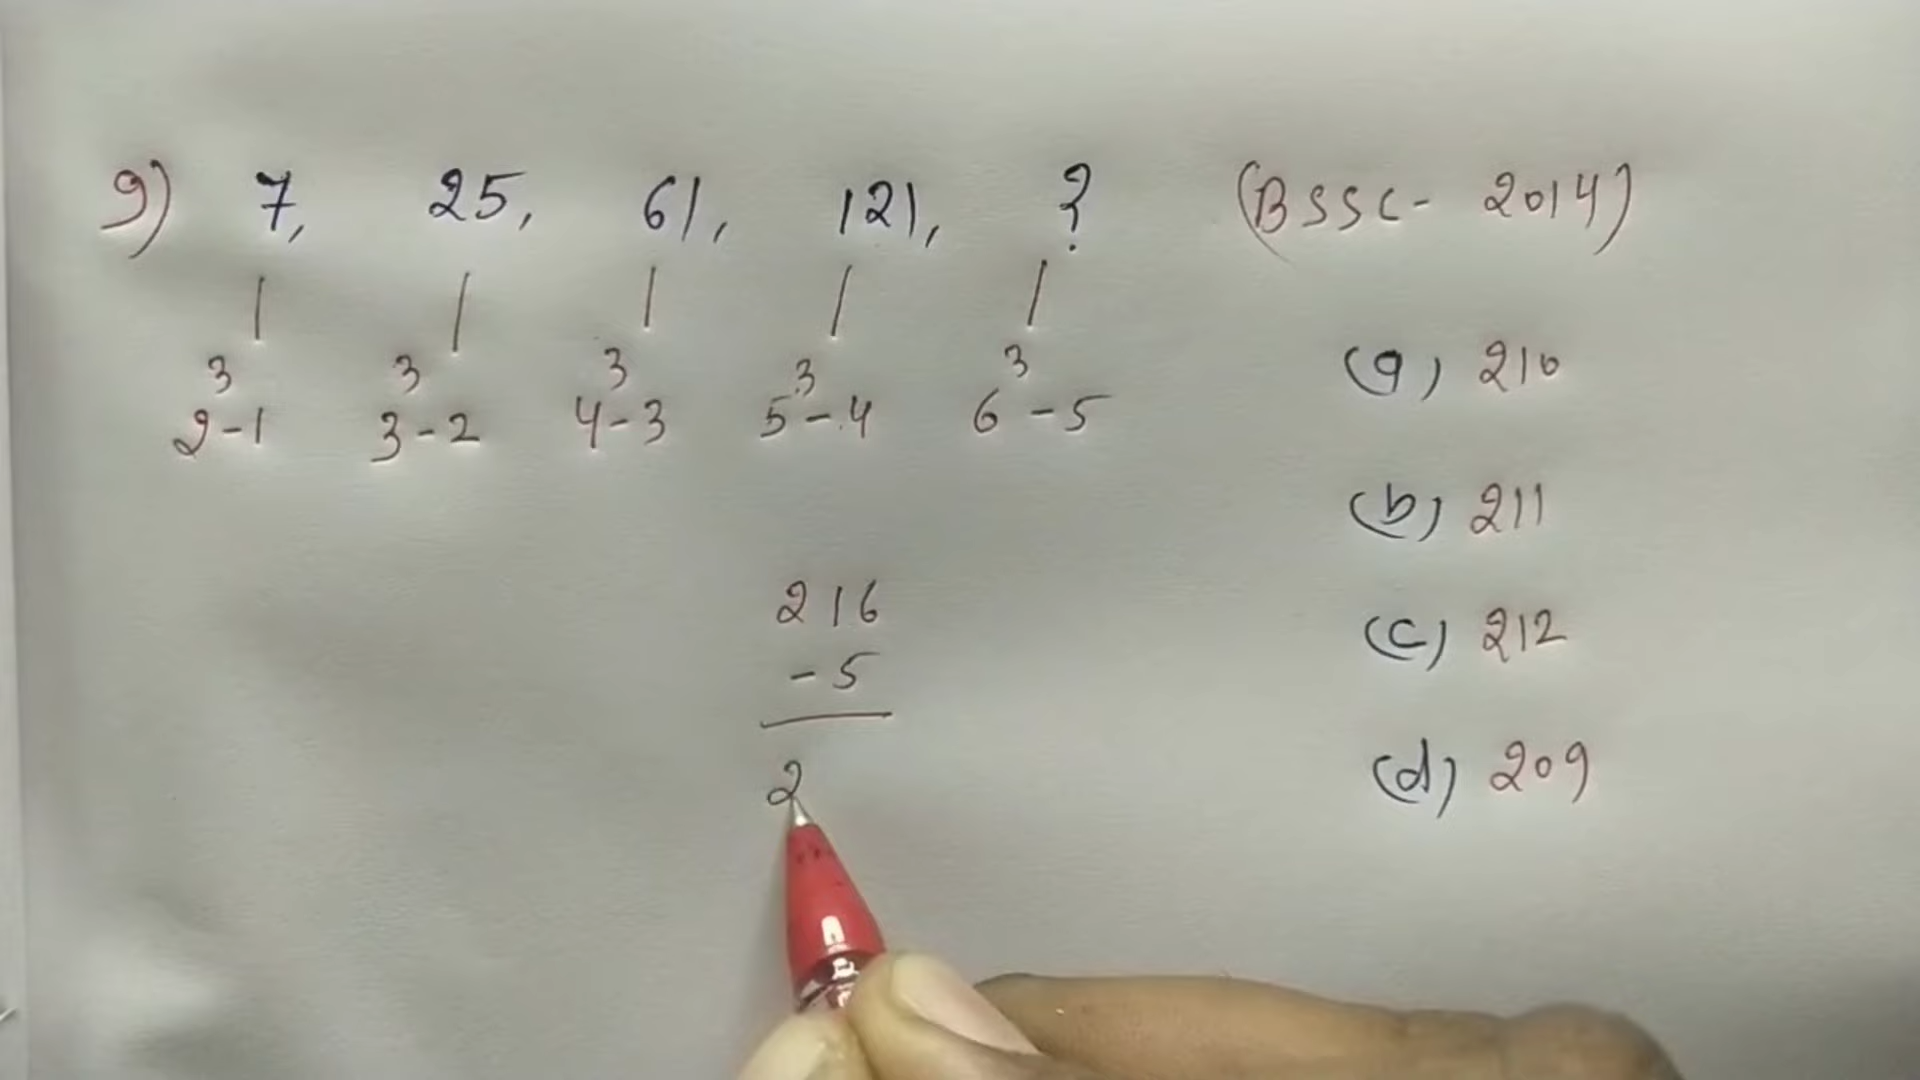 9) 7, 25, 61, 121, ? (BSSC- 2014)
2³-1 3³-2 4³-3 5³-4 6³-5
(a) 210
(b) 211
(c) 212
(d) 209
216
-5
2